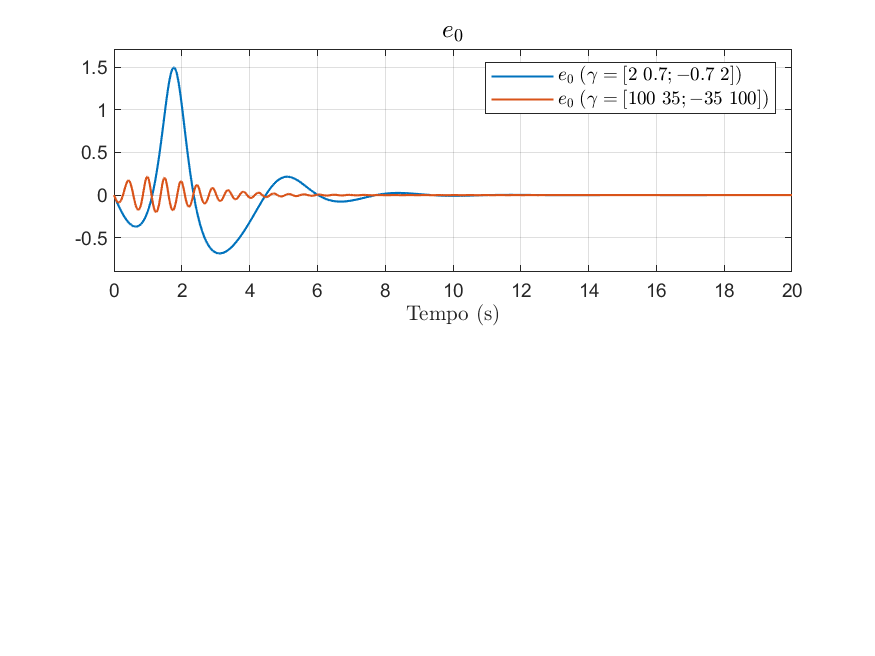 e₀
e₀ (γ = [2 0.7; −0.7 2])
e₀ (γ = [100 35; −35 100])
1.5
1
0.5
0
-0.5
0 2 4 6 8 10 12 14 16 18 20
Tempo (s)